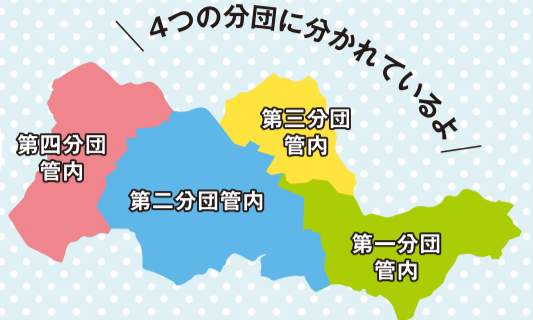 4つの分団に分かれているよ
第三分団
管内
第四分団
管内
第二分団管内
第一分団
管内